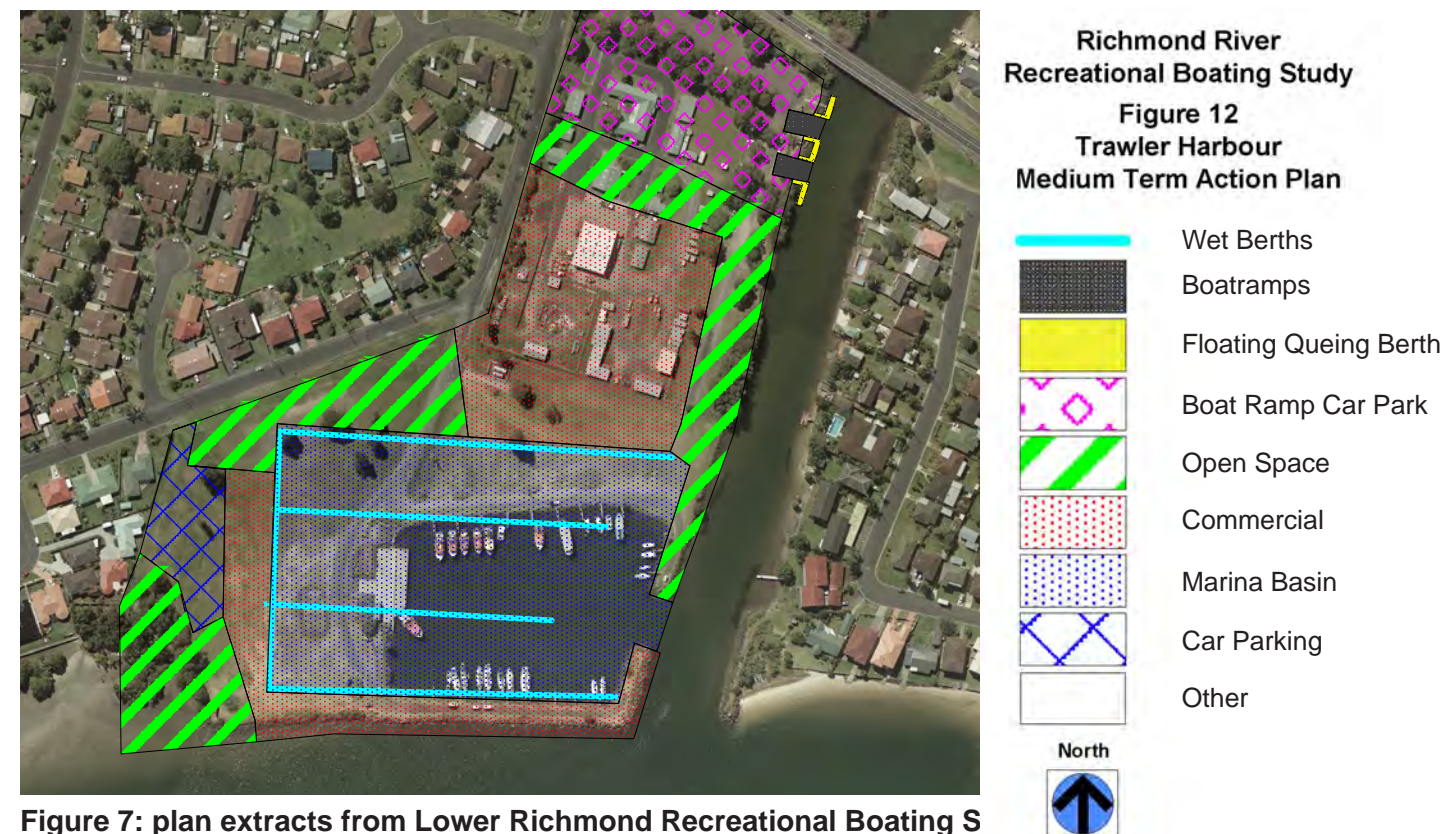 Richmond River
Recreational Boating Study
Figure 12
Trawler Harbour
Medium Term Action Plan
Wet Berths
Boatramps
Floating Queing Berth
Boat Ramp Car Park
Open Space
Commercial
Marina Basin
Car Parking
Other
North
Figure 7: plan extracts from Lower Richmond Recreational Boating S